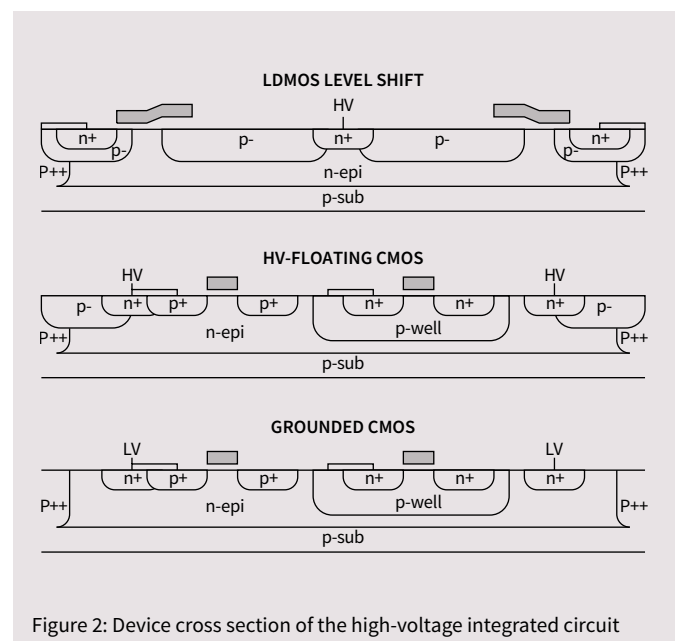 LDMOS LEVEL SHIFT
HV
n+ p- p- n+ p- p- n+
P++ n-epi P++
p-sub
HV-FLOATING CMOS
HV HV
p- n+ p+ p+ n+ n+ n+ p-
P++ n-epi p-well P++
p-sub
GROUNDED CMOS
LV LV
n+ p+ p+ n+ n+ n+
P++ n-epi p-well P++
p-sub
Figure 2: Device cross section of the high-voltage integrated circuit